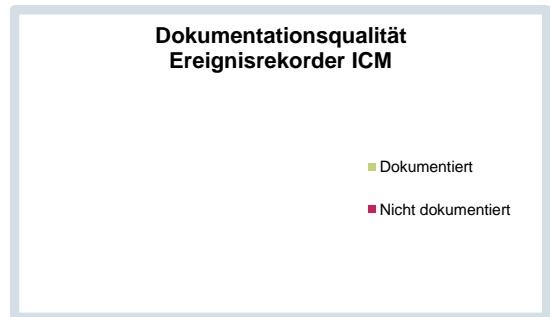 Dokumentationsqualität
Ereignisrekorder ICM
Dokumentiert
Nicht dokumentiert